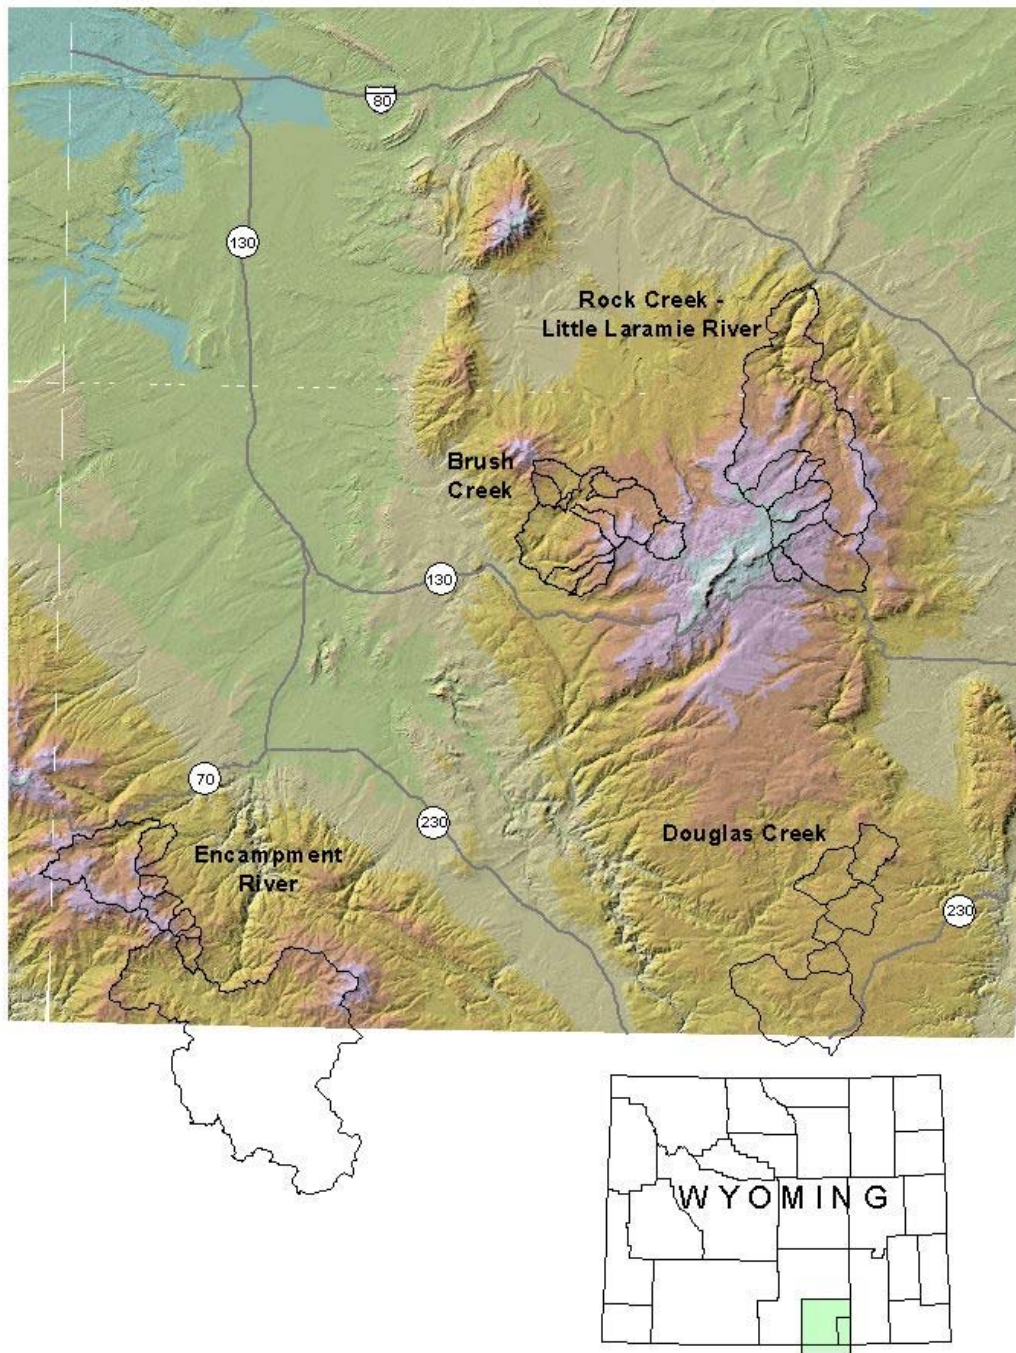 80
130
Rock Creek -
Little Laramie River
Brush
Creek
130
70
230
Douglas Creek
Encampment
River
230
WYOMING